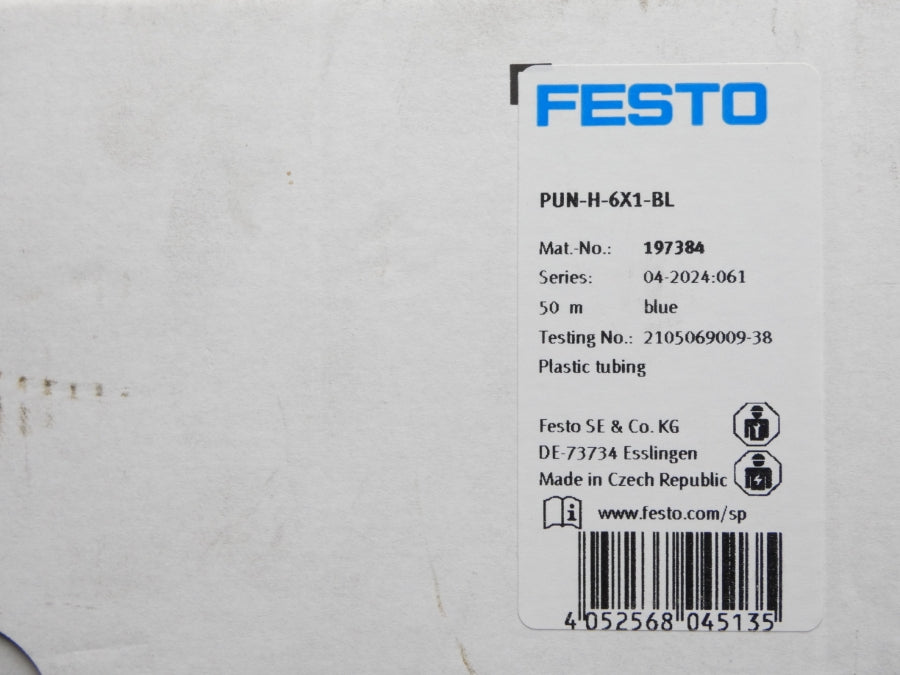 FESTO
PUN-H-6X1-BL
Mat.-No.: 197384
Series: 04-2024:061
50 m blue
Testing No.: 2105069009-38
Plastic tubing
Festo SE & Co. KG
DE-73734 Esslingen
Made in Czech Republic
i www.festo.com/sp
4 052568 045135